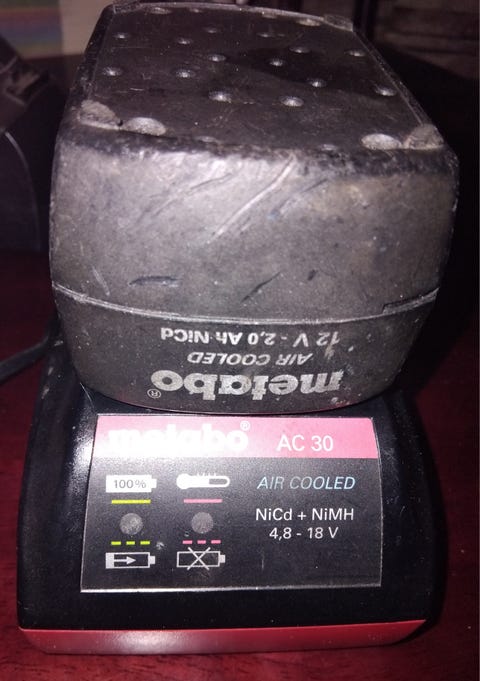 12 V - 2,0 Ah NiCd
AIR COOLED
metabo®
metabo® AC 30
100%
AIR COOLED
NiCd + NiMH
4,8 - 18 V